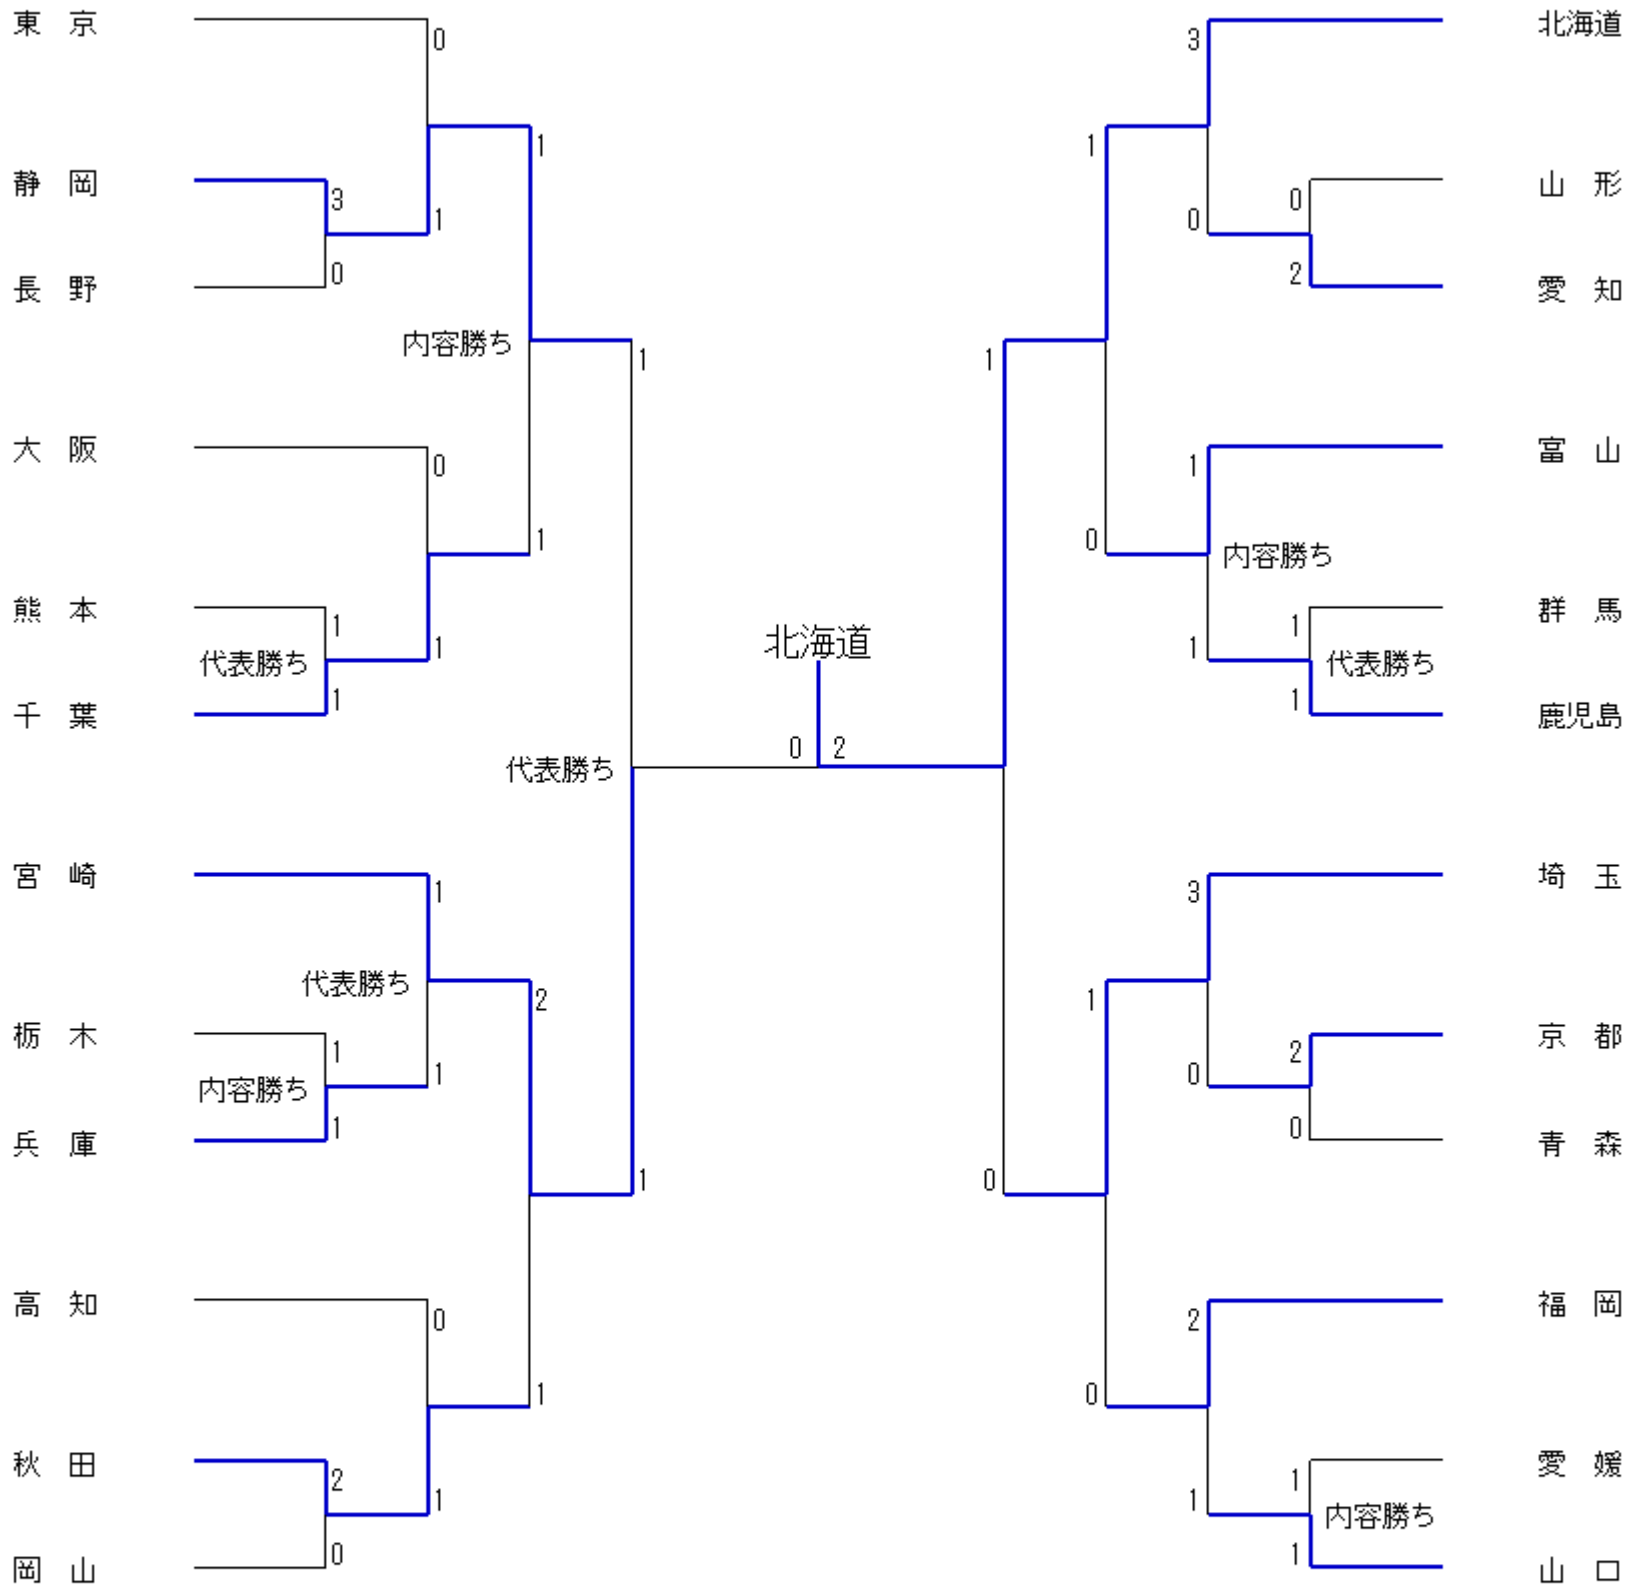 東　京
0
静　岡
3
1
長　野
0
1
内容勝ち
大　阪
0
熊　本
1
代表勝ち
千　葉
1
1
1
1
代表勝ち
宮　崎
1
代表勝ち
栃　木
1
内容勝ち
兵　庫
1
1
2
高　知
0
秋　田
2
岡　山
0
1
1
1
北海道
0 2
北海道
3
山　形
0
愛　知
2
0
1
富　山
1
内容勝ち
群　馬
1
代表勝ち
鹿児島
1
1
0
1
埼　玉
3
京　都
2
青　森
0
0
1
0
福　岡
2
愛　媛
1
内容勝ち
山　口
1
1
0